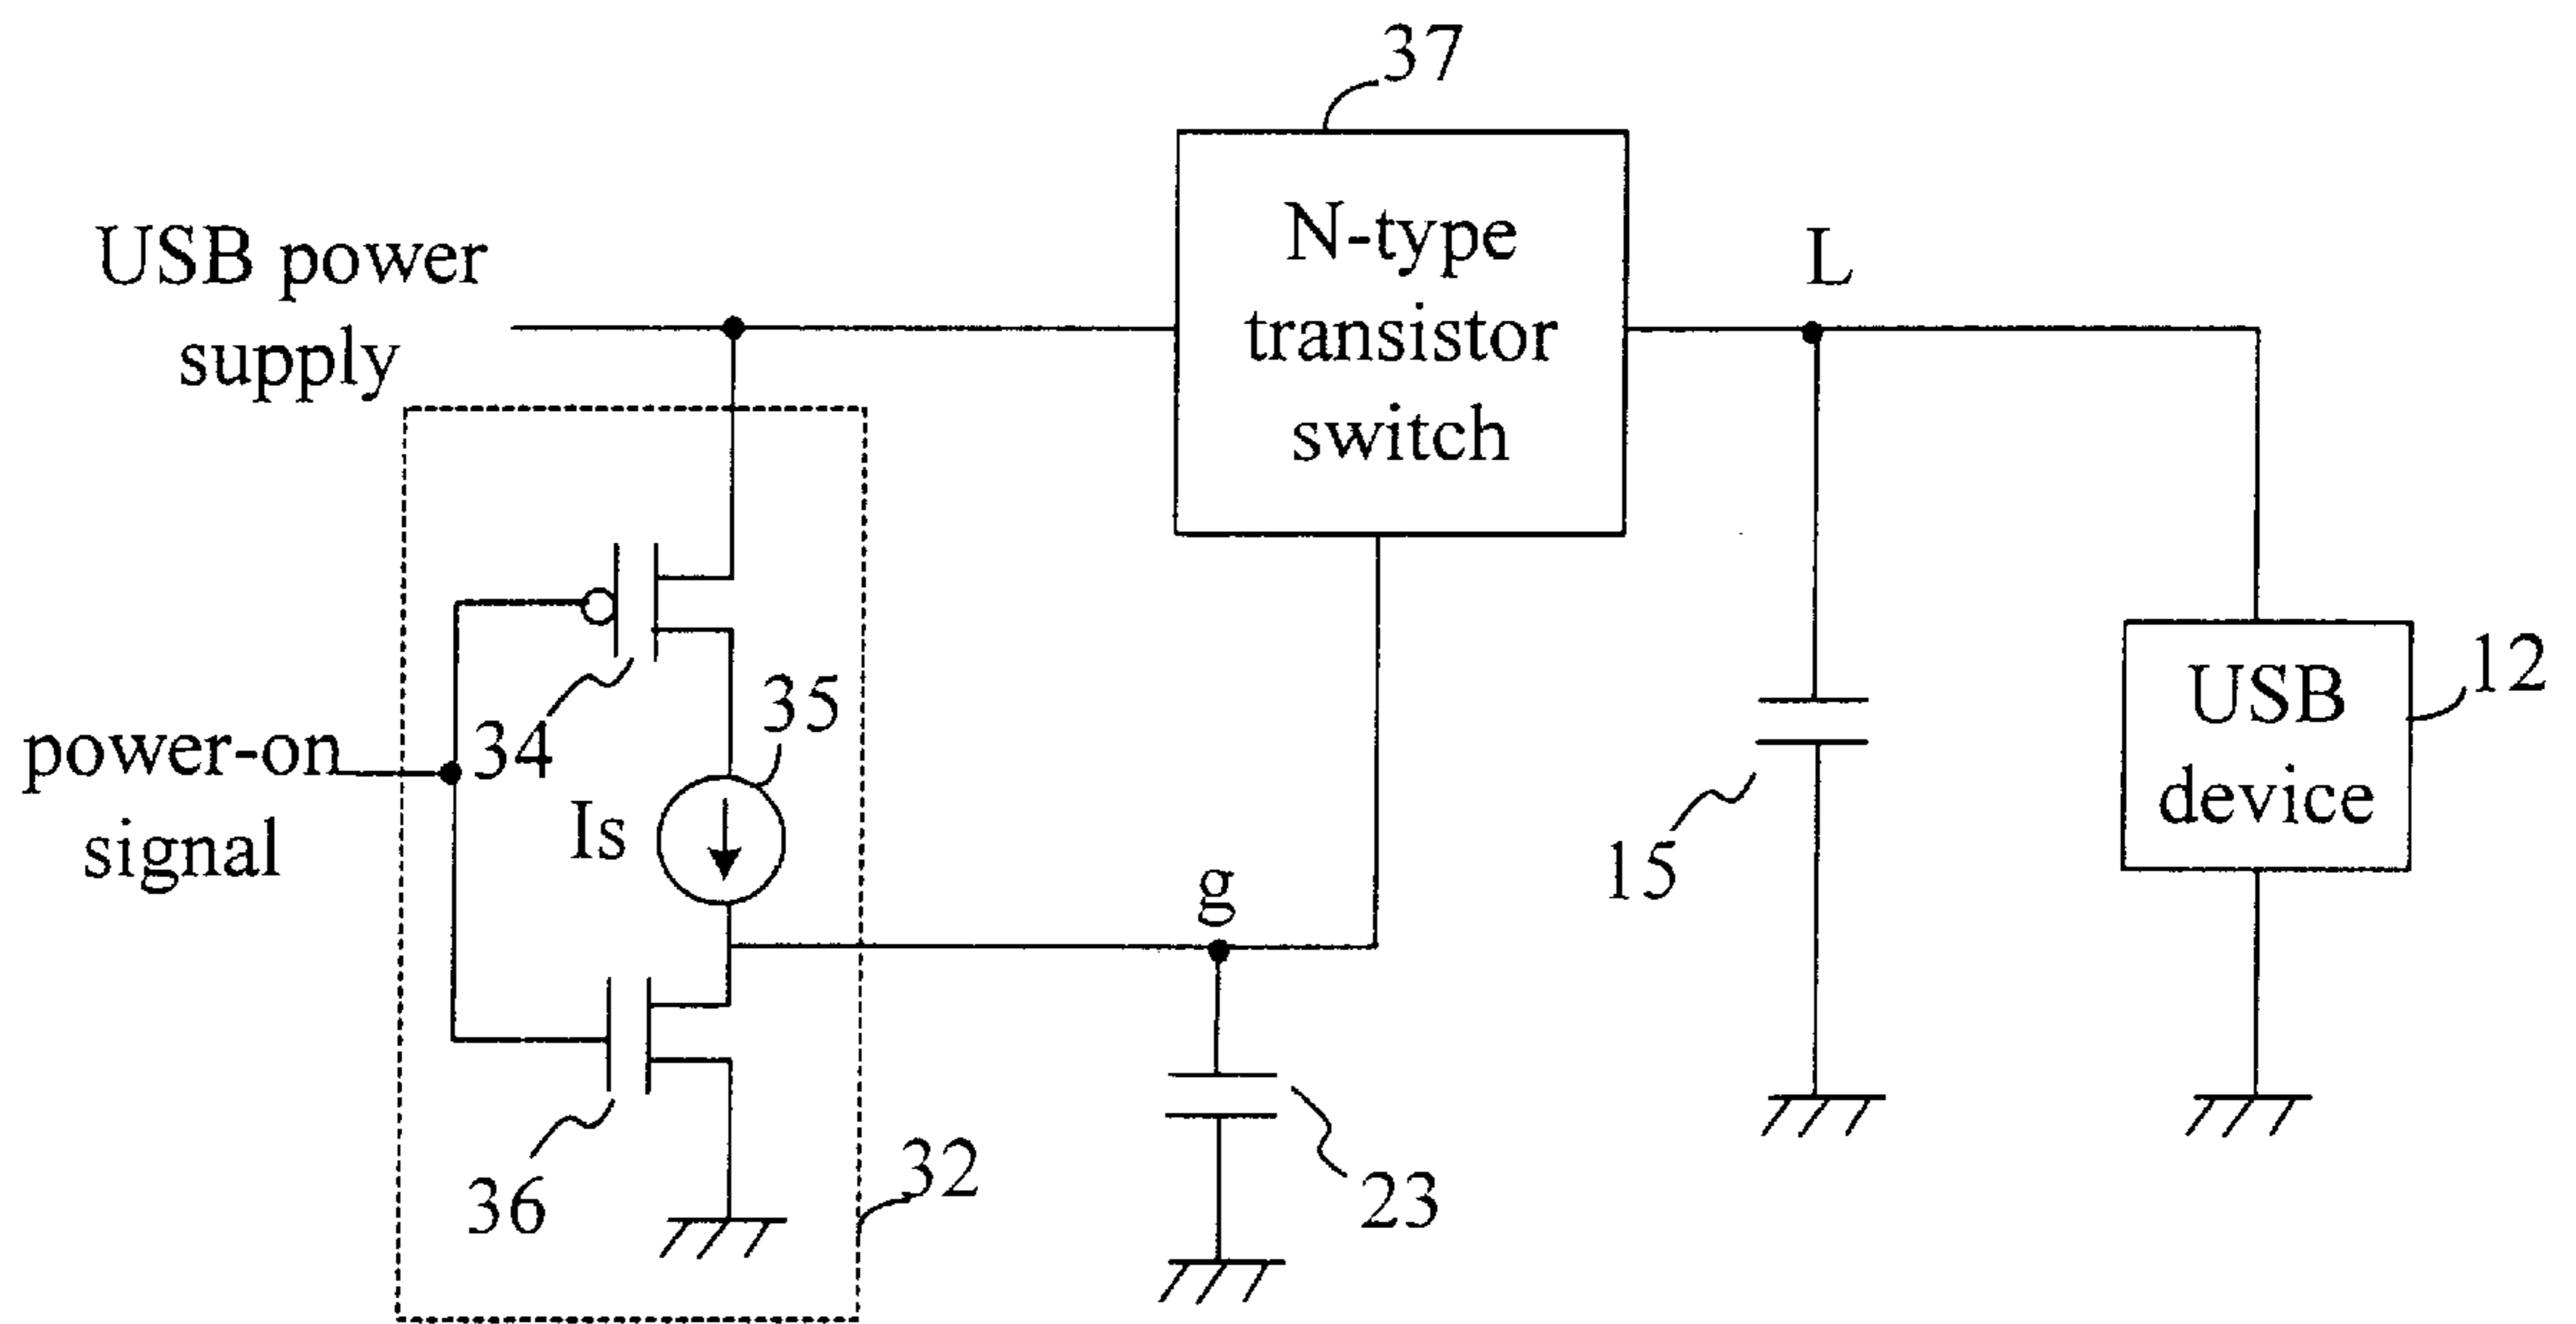 37
N-type
transistor
switch
USB power
supply
L
34
35
Is
power-on
signal
g
15
USB
device
12
36
32
23